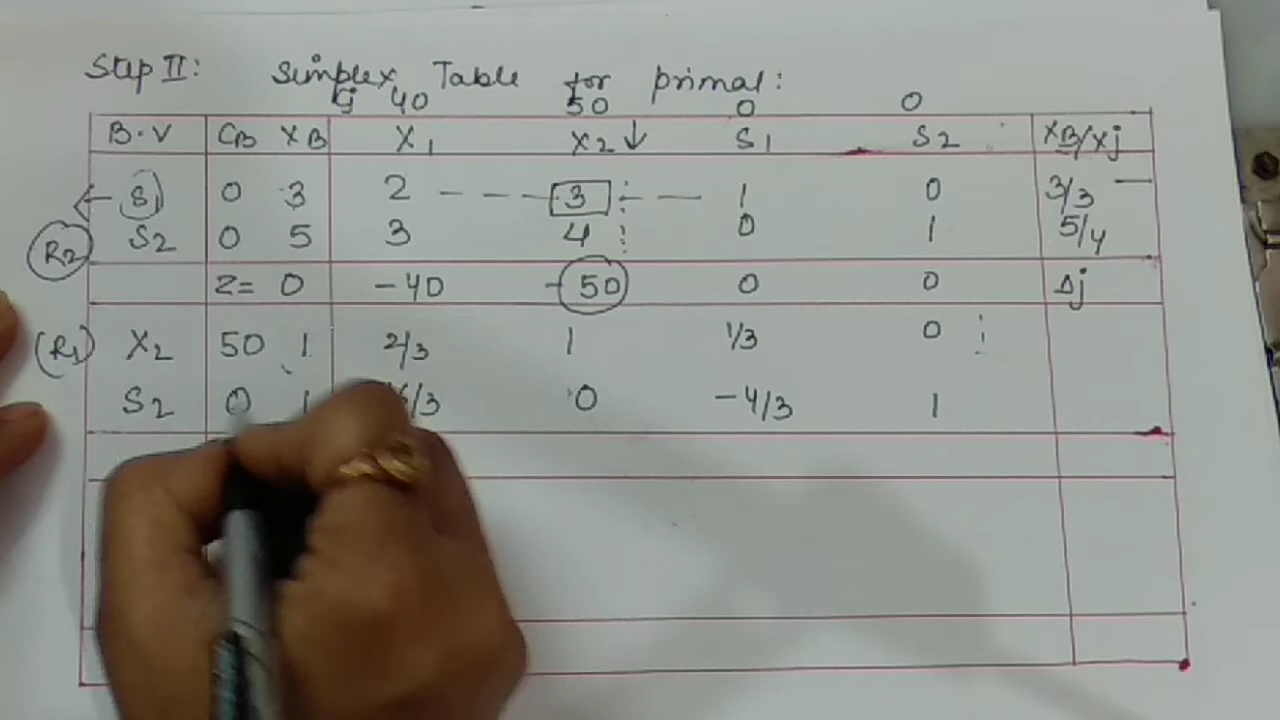 Step II: Simplex Table for primal:
Cj 40 50 0 0
B.V CB XB X1 X2 ↓ S1 S2 XB/Xj
← S1 0 3 2 3 1 0 3/3 —
R2 S2 0 5 3 4 0 1 5/4
Z= 0 -40 -50 0 0 Δj
(R1) X2 50 1 2/3 1 1/3 0
S2 0 1 /3 0 -4/3 1